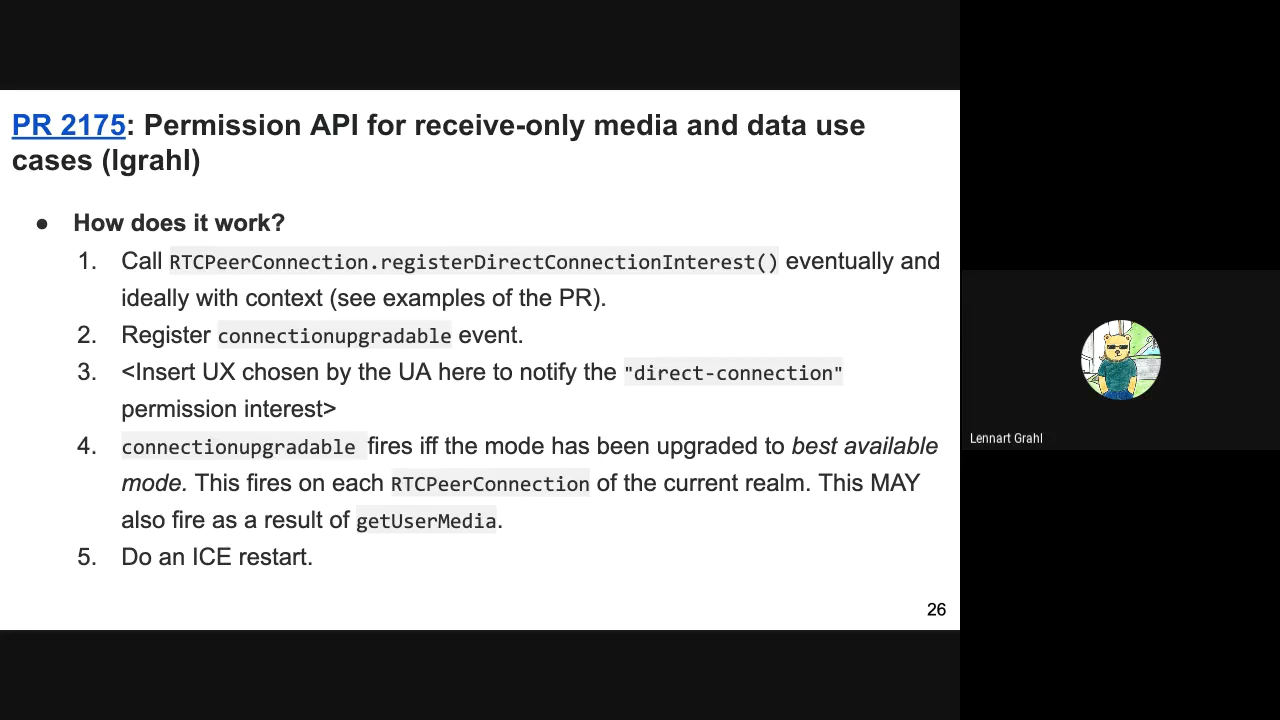 PR 2175: Permission API for receive-only media and data use
cases (lgrahl)
● How does it work?
1. Call RTCPeerConnection.registerDirectConnectionInterest() eventually and
ideally with context (see examples of the PR).
2. Register connectionupgradable event.
3. <Insert UX chosen by the UA here to notify the "direct-connection"
permission interest>
4. connectionupgradable fires iff the mode has been upgraded to best available
mode. This fires on each RTCPeerConnection of the current realm. This MAY
also fire as a result of getUserMedia.
5. Do an ICE restart.
26
Lennart Grahl